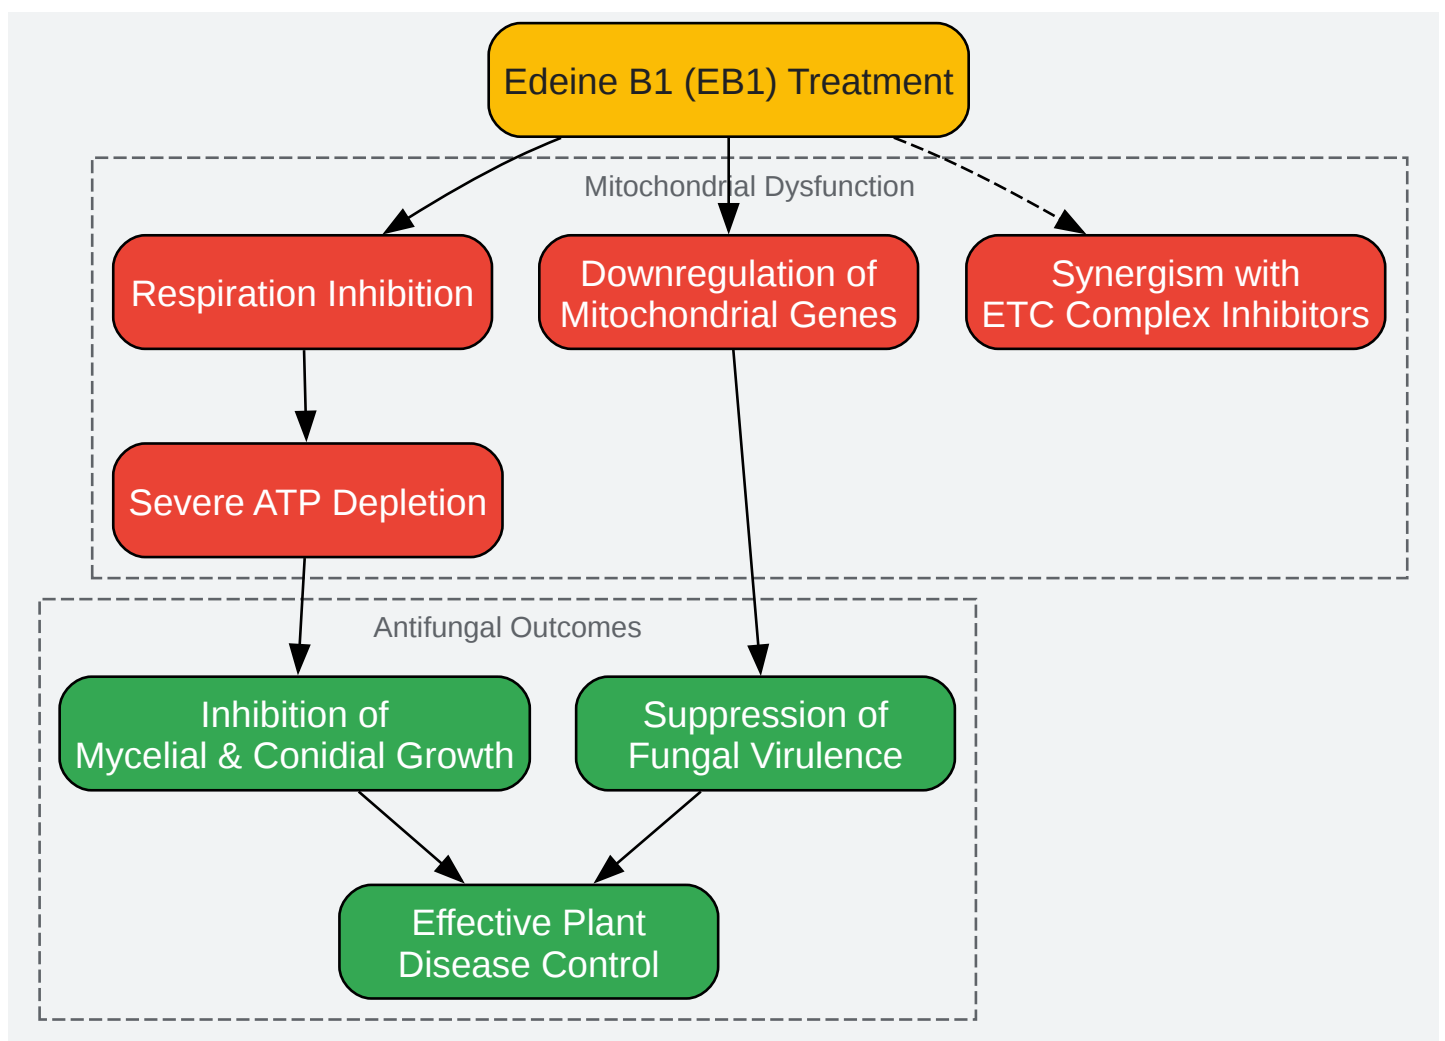 Edeine B1 (EB1) Treatment
Mitochondrial Dysfunction
Respiration Inhibition
Downregulation of
Mitochondrial Genes
Synergism with
ETC Complex Inhibitors
Severe ATP Depletion
Antifungal Outcomes
Inhibition of
Mycelial & Conidial Growth
Suppression of
Fungal Virulence
Effective Plant
Disease Control